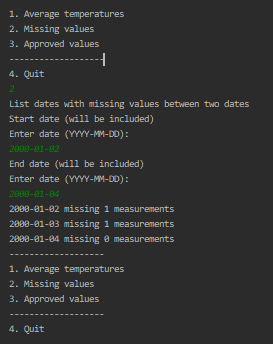 1. Average temperatures
2. Missing values
3. Approved values
-------------------
4. Quit
2
List dates with missing values between two dates
Start date (will be included)
Enter date (YYYY-MM-DD):
2000-01-02
End date (will be included)
Enter date (YYYY-MM-DD):
2000-01-04
2000-01-02 missing 1 measurements
2000-01-03 missing 1 measurements
2000-01-04 missing 0 measurements
-------------------
1. Average temperatures
2. Missing values
3. Approved values
-------------------
4. Quit